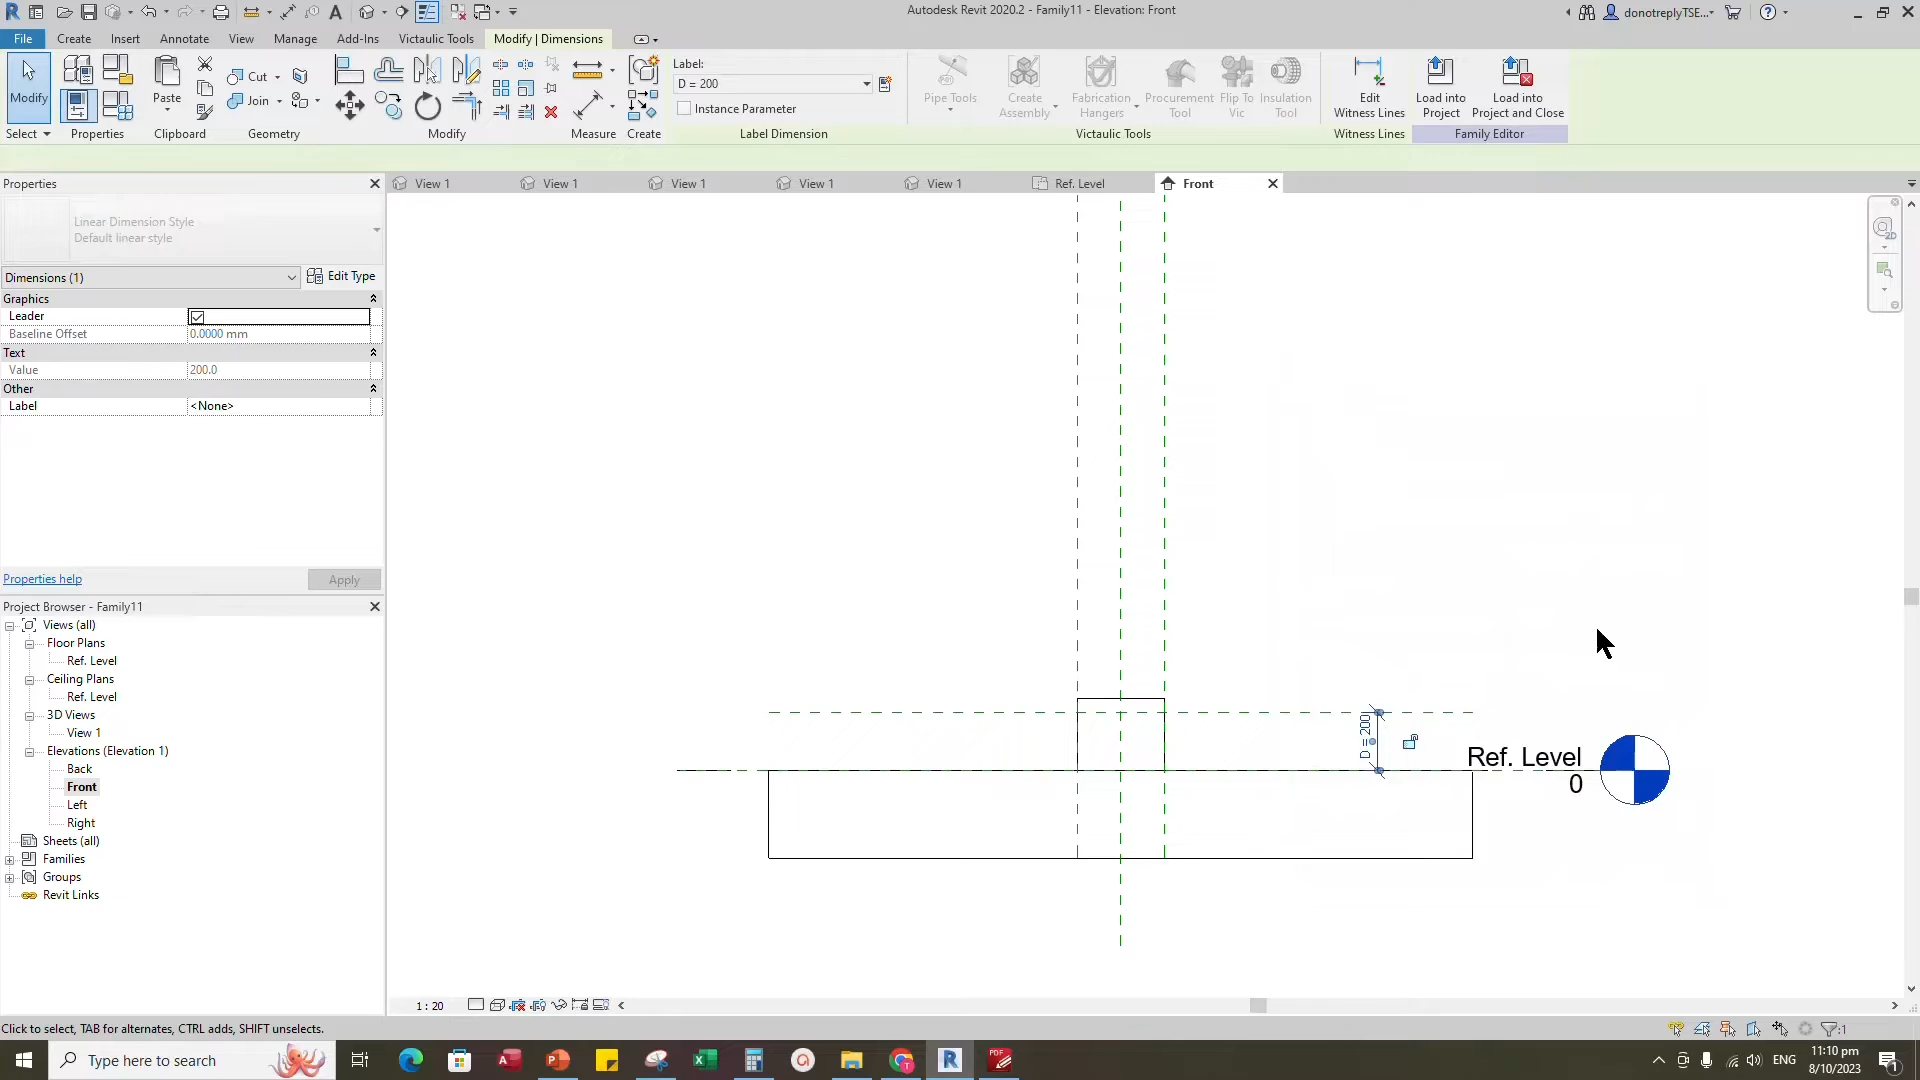 Autodesk Revit 2020.2 - Family11 - Elevation: Front
donotreplyTSE...
File Create Insert Annotate View Manage Add-Ins Victaulic Tools Modify | Dimensions
Modify
Select
Properties
Paste
Clipboard
Cut
Join
Geometry
Modify
Measure
Create
Label:
D = 200
Instance Parameter
Label Dimension
Pipe Tools
Create Assembly
Fabrication Hangers
Procurement Tool
Flip To Vic
Insulation Tool
Victaulic Tools
Edit Witness Lines
Witness Lines
Load into Project
Load into Project and Close
Family Editor
Properties
Linear Dimension Style
Default linear style
Dimensions (1)
Edit Type
Graphics
Leader
Baseline Offset 0.0000 mm
Text
Value 200.0
Other
Label <None>
Properties help
Apply
Project Browser - Family11
Views (all)
Floor Plans
Ref. Level
Ceiling Plans
Ref. Level
3D Views
View 1
Elevations (Elevation 1)
Back
Front
Left
Right
Sheets (all)
Families
Groups
Revit Links
View 1 View 1 View 1 View 1 View 1 Ref. Level Front
2D
D = 200
Ref. Level
0
1 : 20
Click to select, TAB for alternates, CTRL adds, SHIFT unselects.
:1
Type here to search
PDF
ENG
11:10 pm
8/10/2023
1